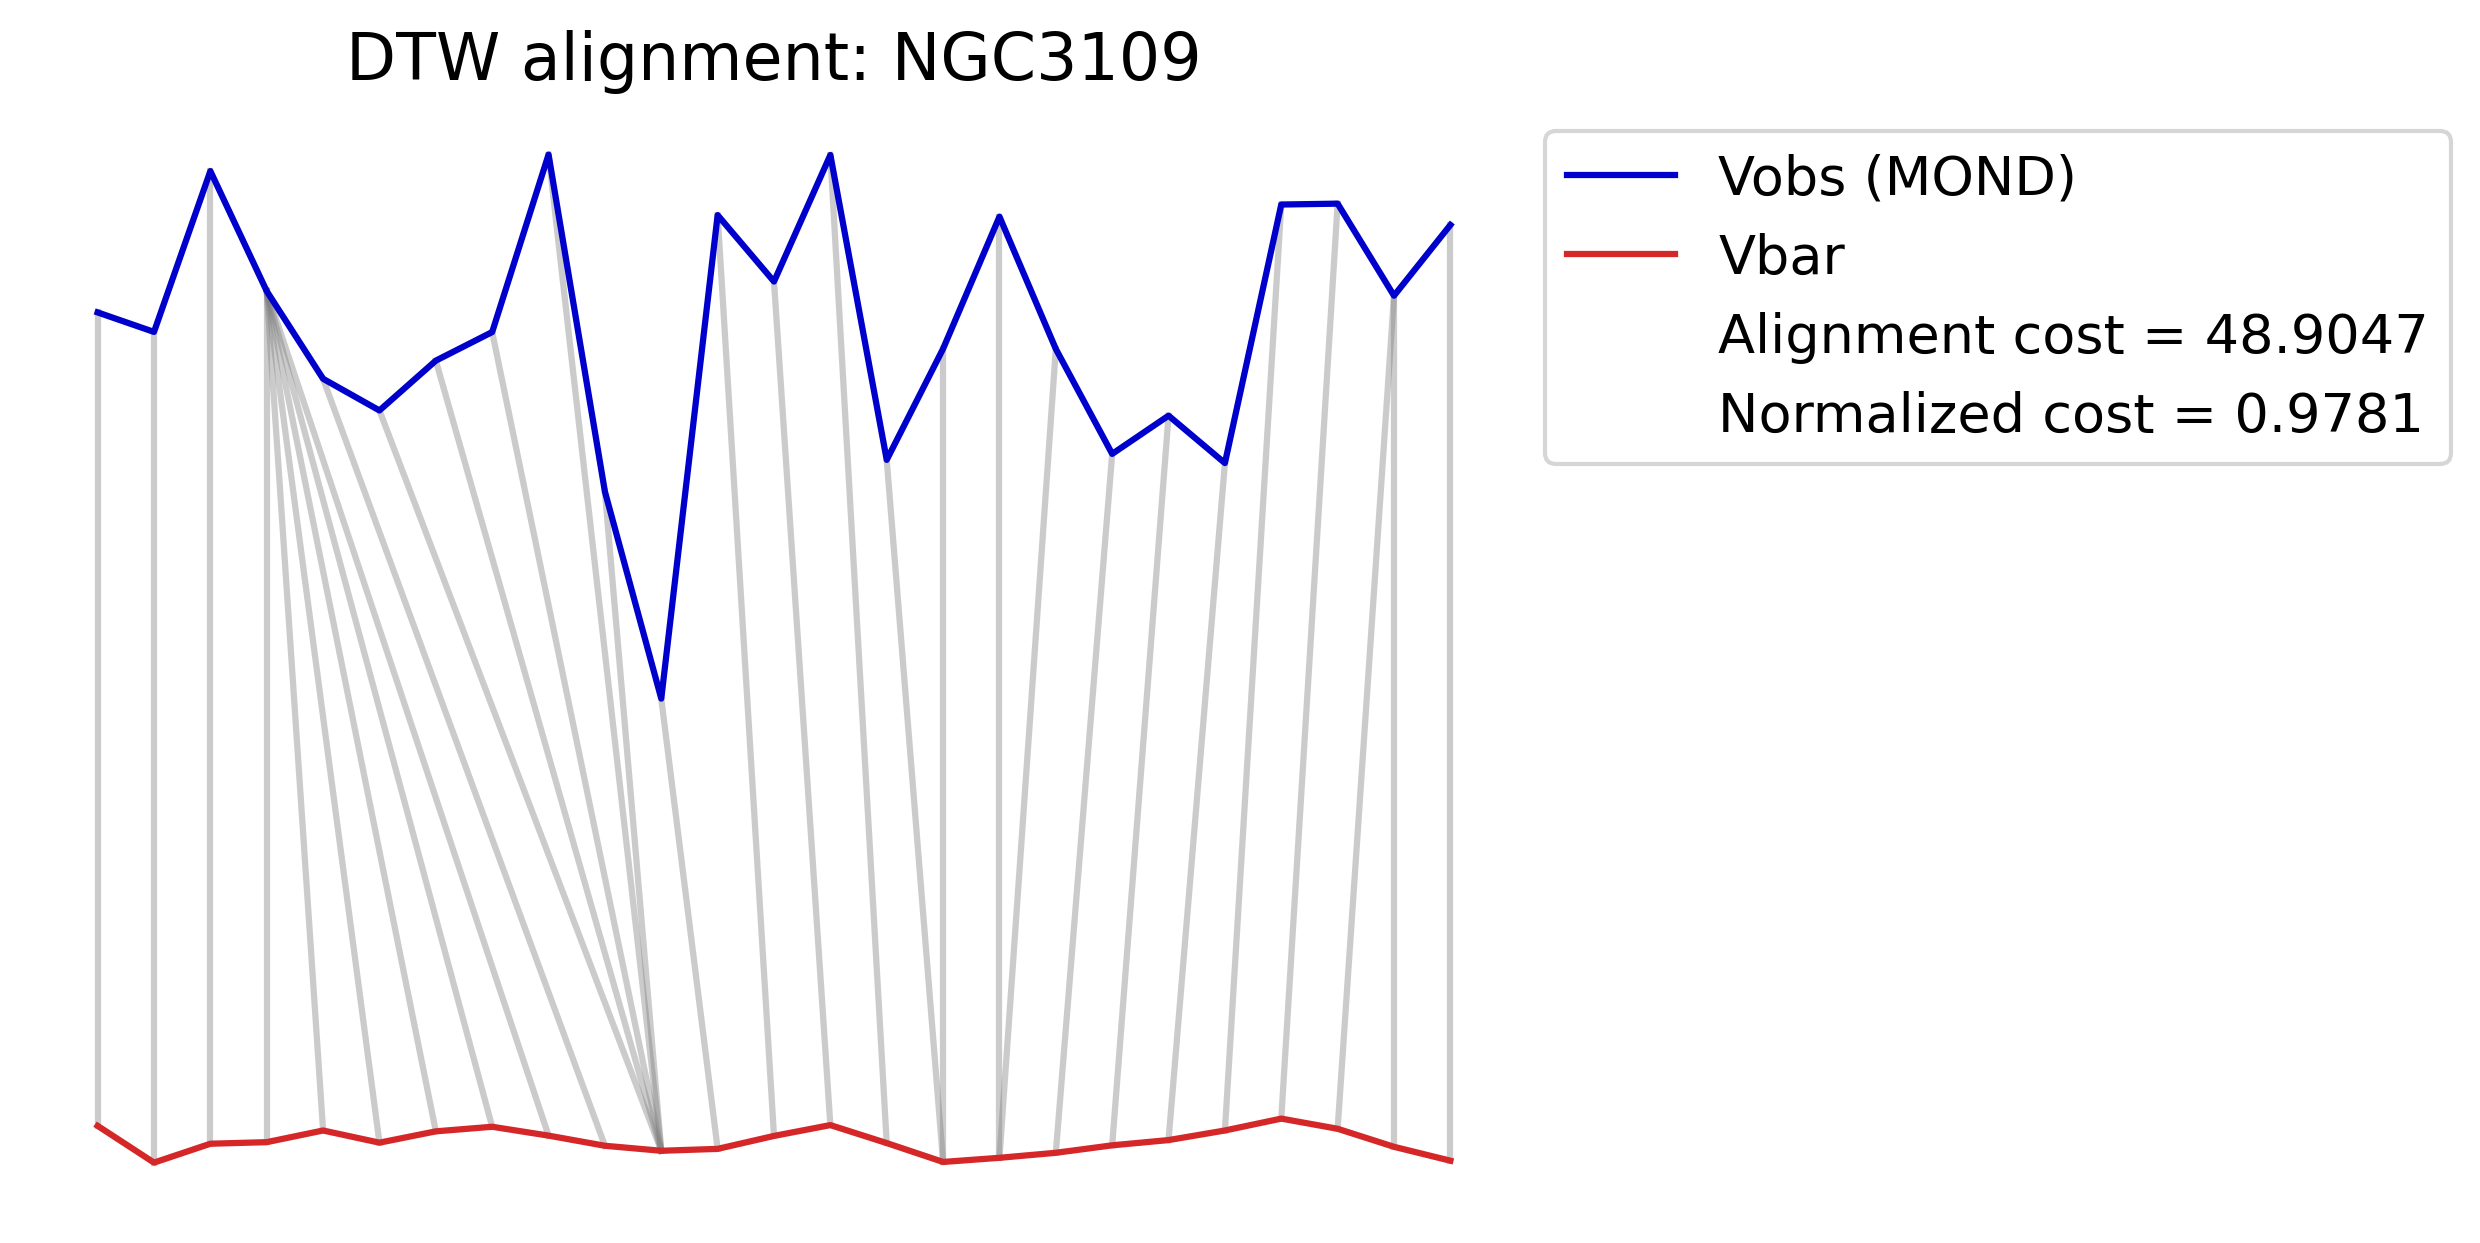 DTW alignment: NGC3109
Vobs (MOND)
Vbar
Alignment cost = 48.9047
Normalized cost = 0.9781